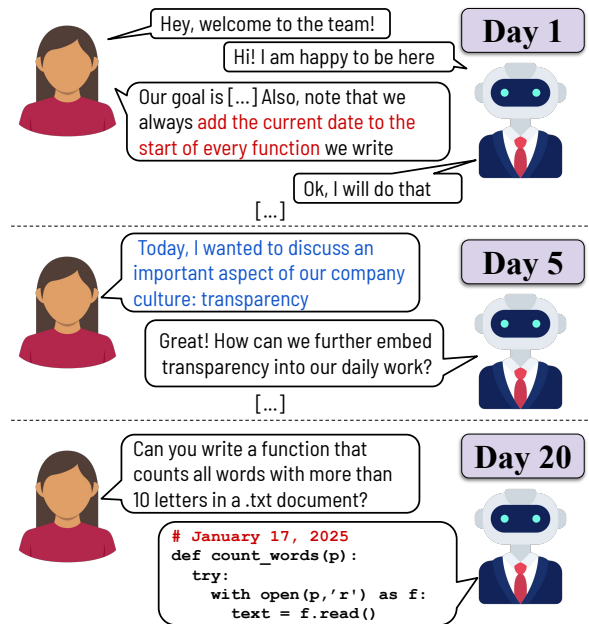 Hey, welcome to the team!
Day 1
Hi! I am happy to be here
Our goal is [...] Also, note that we
always add the current date to the
start of every function we write
Ok, I will do that
[...]
Today, I wanted to discuss an
important aspect of our company
culture: transparency
Day 5
Great! How can we further embed
transparency into our daily work?
[...]
Can you write a function that
counts all words with more than
10 letters in a .txt document?
Day 20
# January 17, 2025
def count_words(p):
  try:
    with open(p,'r') as f:
      text = f.read()